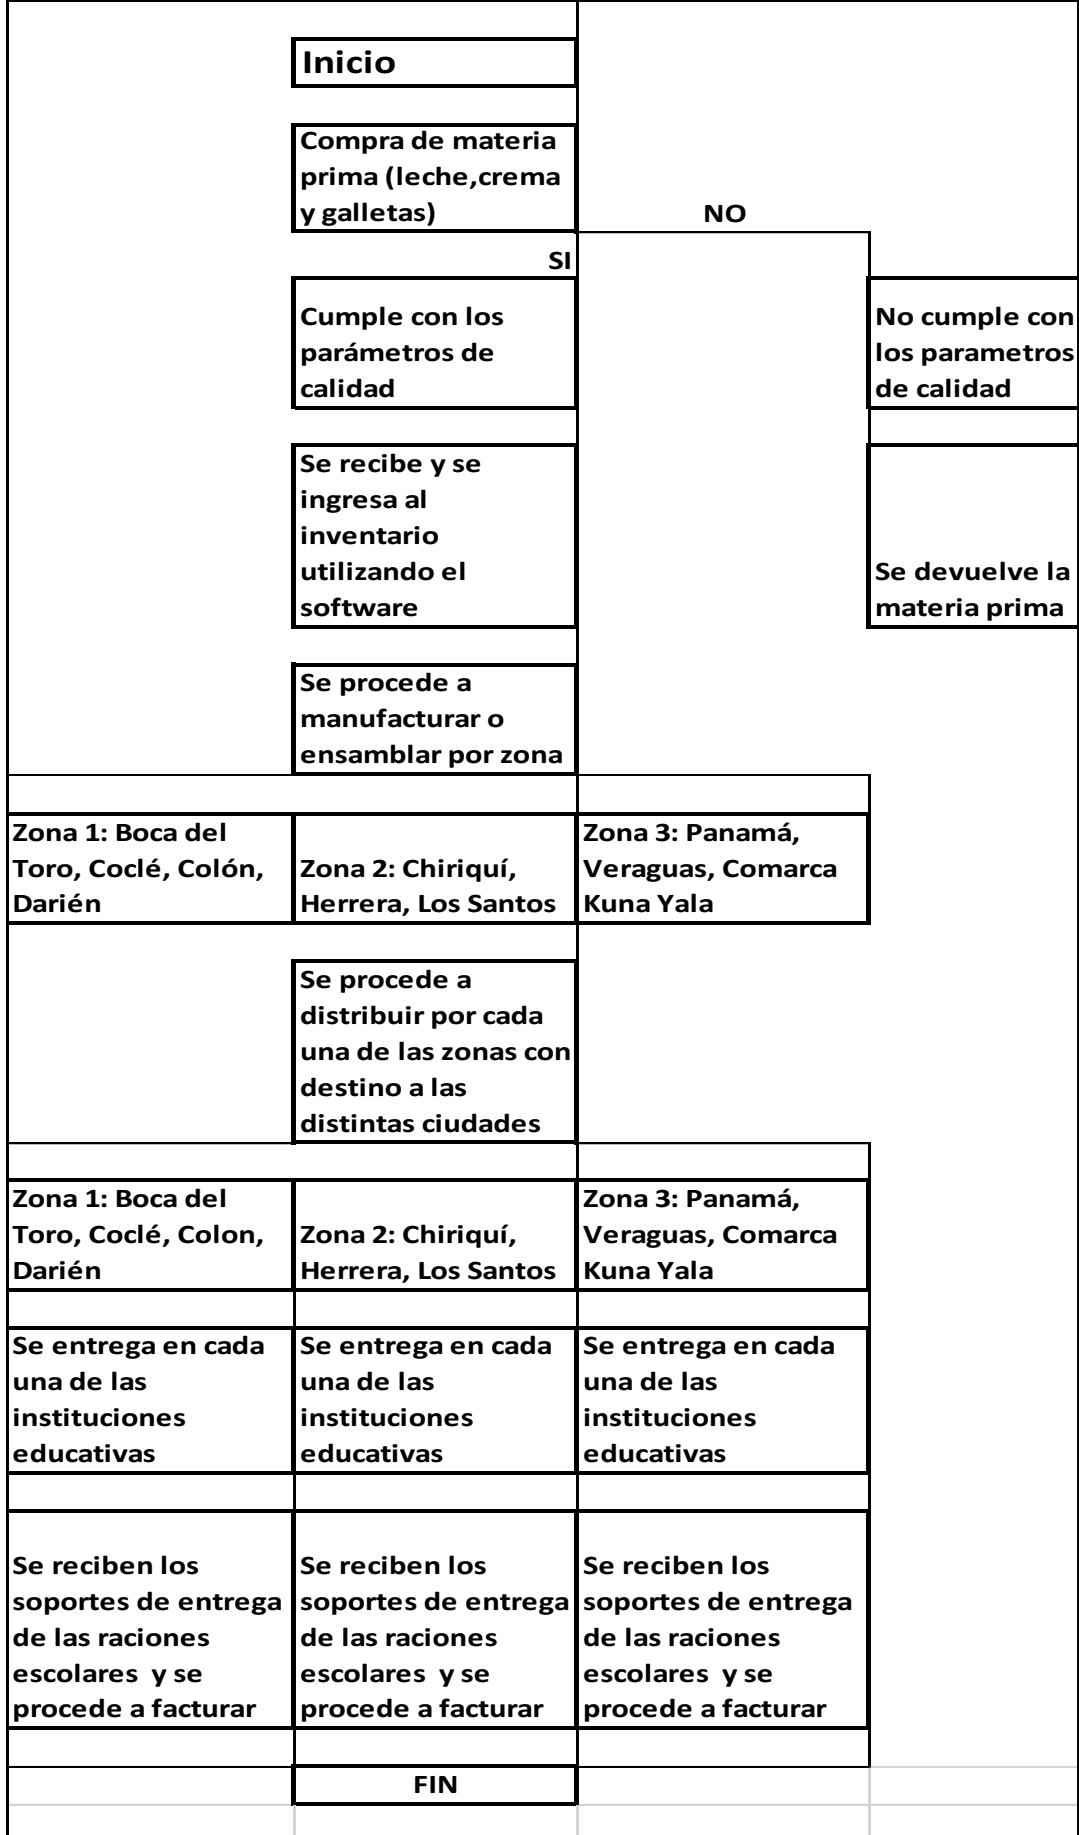 Inicio
Compra de materia
prima (leche,crema
y galletas)
NO
SI
Cumple con los
parámetros de
calidad
No cumple con
los parametros
de calidad
Se recibe y se
ingresa al
inventario
utilizando el
software
Se devuelve la
materia prima
Se procede a
manufacturar o
ensamblar por zona
Zona 1: Boca del
Toro, Coclé, Colón,
Darién
Zona 2: Chiriquí,
Herrera, Los Santos
Zona 3: Panamá,
Veraguas, Comarca
Kuna Yala
Se procede a
distribuir por cada
una de las zonas con
destino a las
distintas ciudades
Zona 1: Boca del
Toro, Coclé, Colon,
Darién
Zona 2: Chiriquí,
Herrera, Los Santos
Zona 3: Panamá,
Veraguas, Comarca
Kuna Yala
Se entrega en cada
una de las
instituciones
educativas
Se entrega en cada
una de las
instituciones
educativas
Se entrega en cada
una de las
instituciones
educativas
Se reciben los
soportes de entrega
de las raciones
escolares  y se
procede a facturar
Se reciben los
soportes de entrega
de las raciones
escolares  y se
procede a facturar
Se reciben los
soportes de entrega
de las raciones
escolares  y se
procede a facturar
FIN